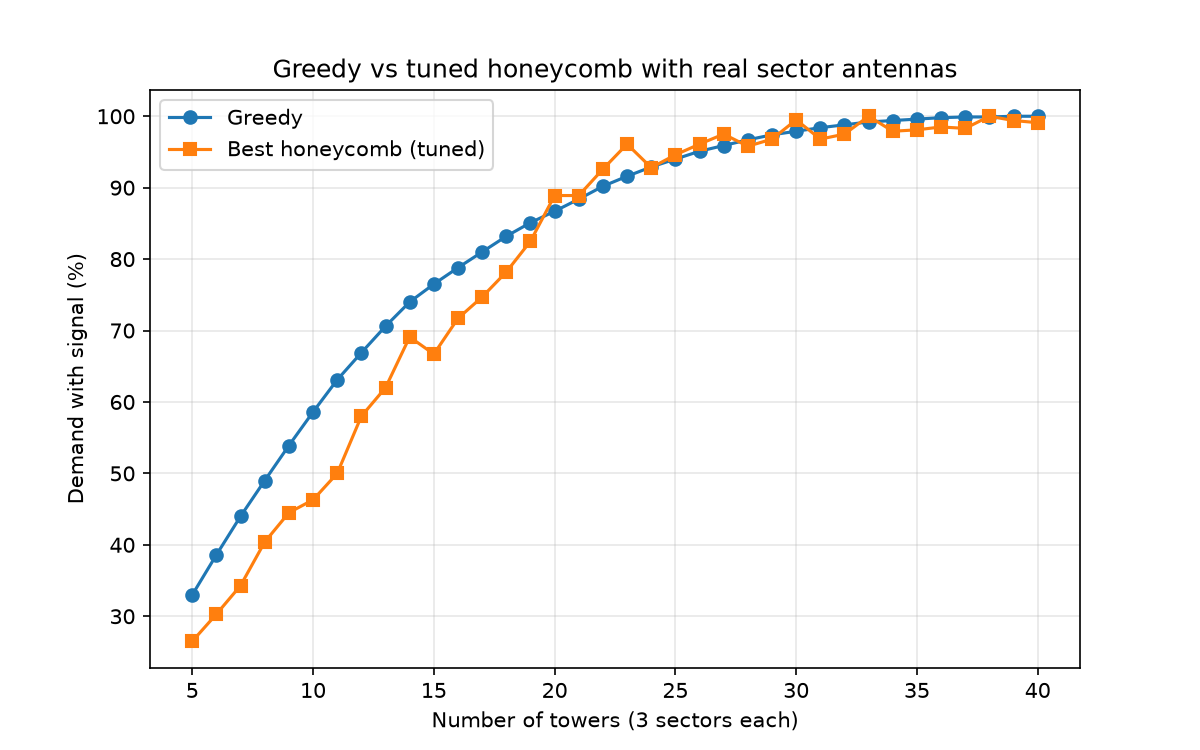 Greedy vs tuned honeycomb with real sector antennas
Greedy
Best honeycomb (tuned)
Demand with signal (%)
100
90
80
70
60
50
40
30
5 10 15 20 25 30 35 40
Number of towers (3 sectors each)